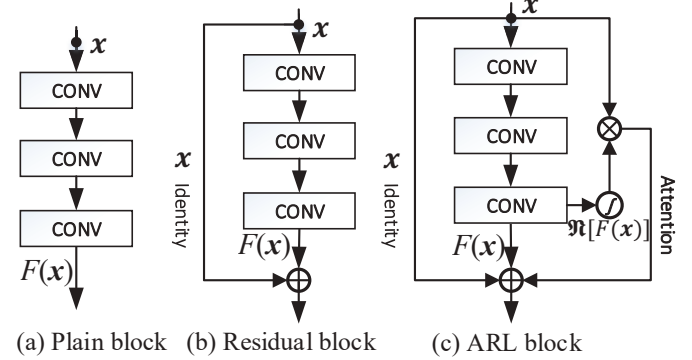 x
CONV
CONV
CONV
F(x)
(a) Plain block
x
CONV
CONV
CONV
x
Identity
F(x)
(b) Residual block
x
CONV
CONV
CONV
x
Identity
F(x)
𝕽[F(x)]
Attention
(c) ARL block